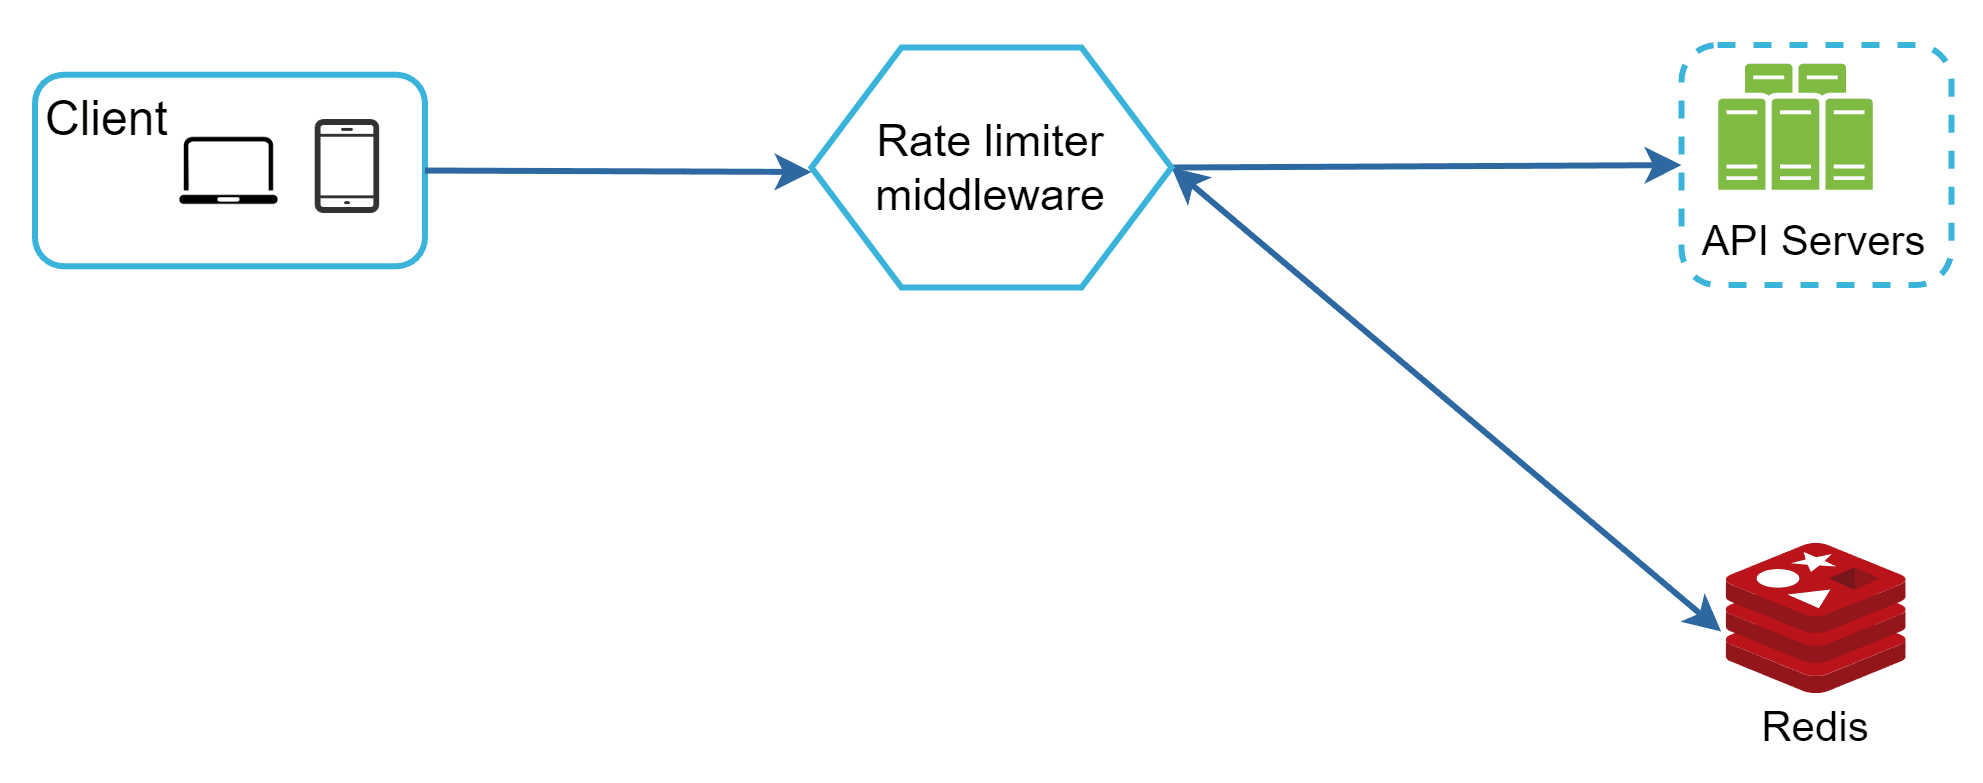 Client
Rate limiter
middleware
API Servers
Redis